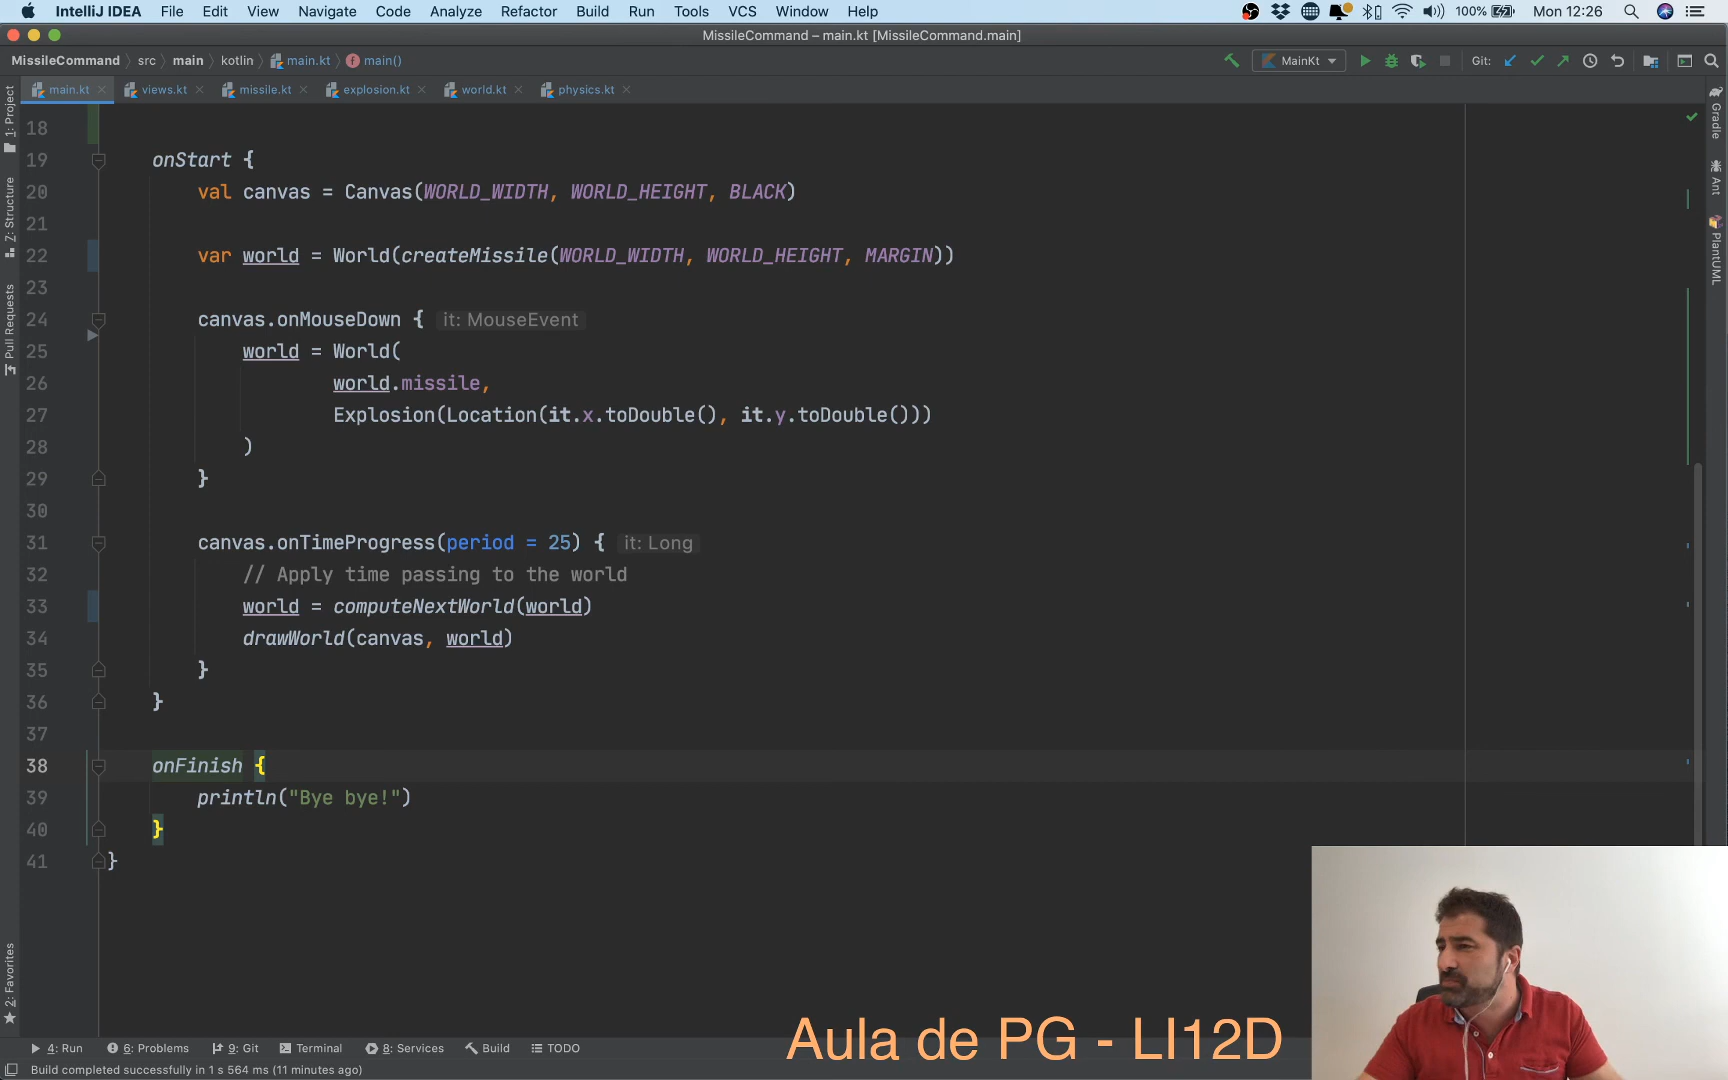 IntelliJ IDEA File Edit View Navigate Code Analyze Refactor Build Run Tools VCS Window Help 100% Mon 12:26
MissileCommand – main.kt [MissileCommand.main]
MissileCommand src main kotlin main.kt main() MainKt Git:
main.kt views.kt missile.kt explosion.kt world.kt physics.kt
1: Project
Z: Structure
Pull Requests
2: Favorites
Gradle
Ant
PlantUML
18
19 onStart {
20 val canvas = Canvas(WORLD_WIDTH, WORLD_HEIGHT, BLACK)
21
22 var world = World(createMissile(WORLD_WIDTH, WORLD_HEIGHT, MARGIN))
23
24 canvas.onMouseDown { it: MouseEvent
25 world = World(
26 world.missile,
27 Explosion(Location(it.x.toDouble(), it.y.toDouble()))
28 )
29 }
30
31 canvas.onTimeProgress(period = 25) { it: Long
32 // Apply time passing to the world
33 world = computeNextWorld(world)
34 drawWorld(canvas, world)
35 }
36 }
37
38 onFinish {
39 println("Bye bye!")
40 }
41 }
Aula de PG - LI12D
4: Run 6: Problems 9: Git Terminal 8: Services Build TODO
Build completed successfully in 1 s 564 ms (11 minutes ago)